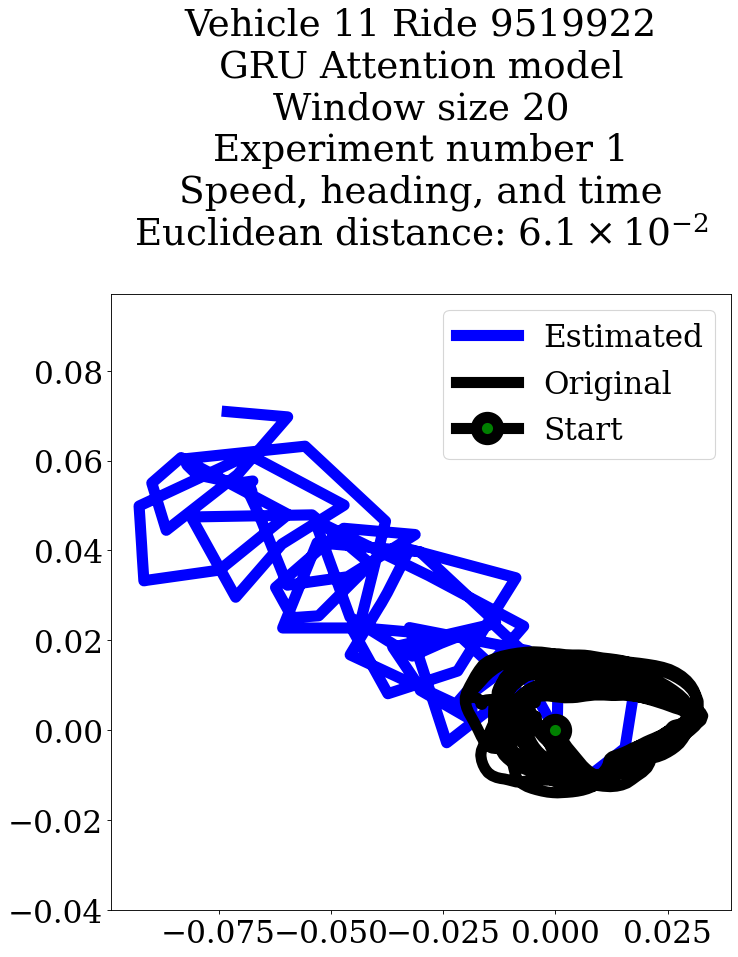 Vehicle 11 Ride 9519922
GRU Attention model
Window size 20
Experiment number 1
Speed, heading, and time
Euclidean distance: 6.1 × 10⁻²
Estimated
Original
Start
0.08
0.06
0.04
0.02
0.00
−0.02
−0.04
−0.075 −0.050 −0.025 0.000 0.025